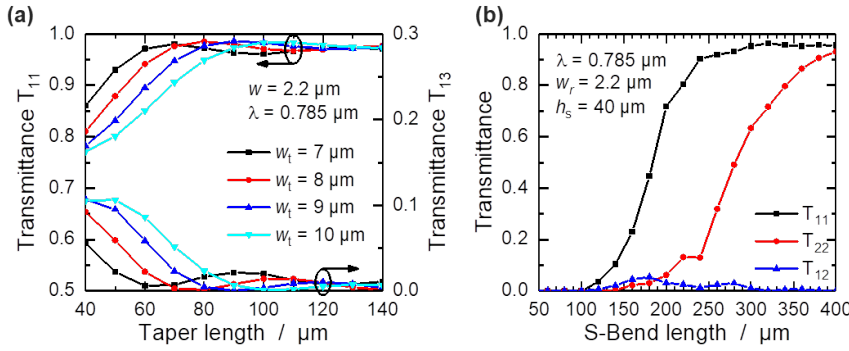 (a)
1.0
0.9
0.8
0.7
0.6
0.5
Transmittance T₁₁
0.3
0.2
0.1
0.0
Transmittance T₁₃
w = 2.2 µm
λ = 0.785 µm
wₜ = 7 µm
wₜ = 8 µm
wₜ = 9 µm
wₜ = 10 µm
40 60 80 100 120 140
Taper length / µm
(b)
1.0
0.8
0.6
0.4
0.2
0.0
Transmittance
λ = 0.785 µm
wᵣ = 2.2 µm
hₛ = 40 µm
T₁₁
T₂₂
T₁₂
50 100 150 200 250 300 350 400
S-Bend length / µm